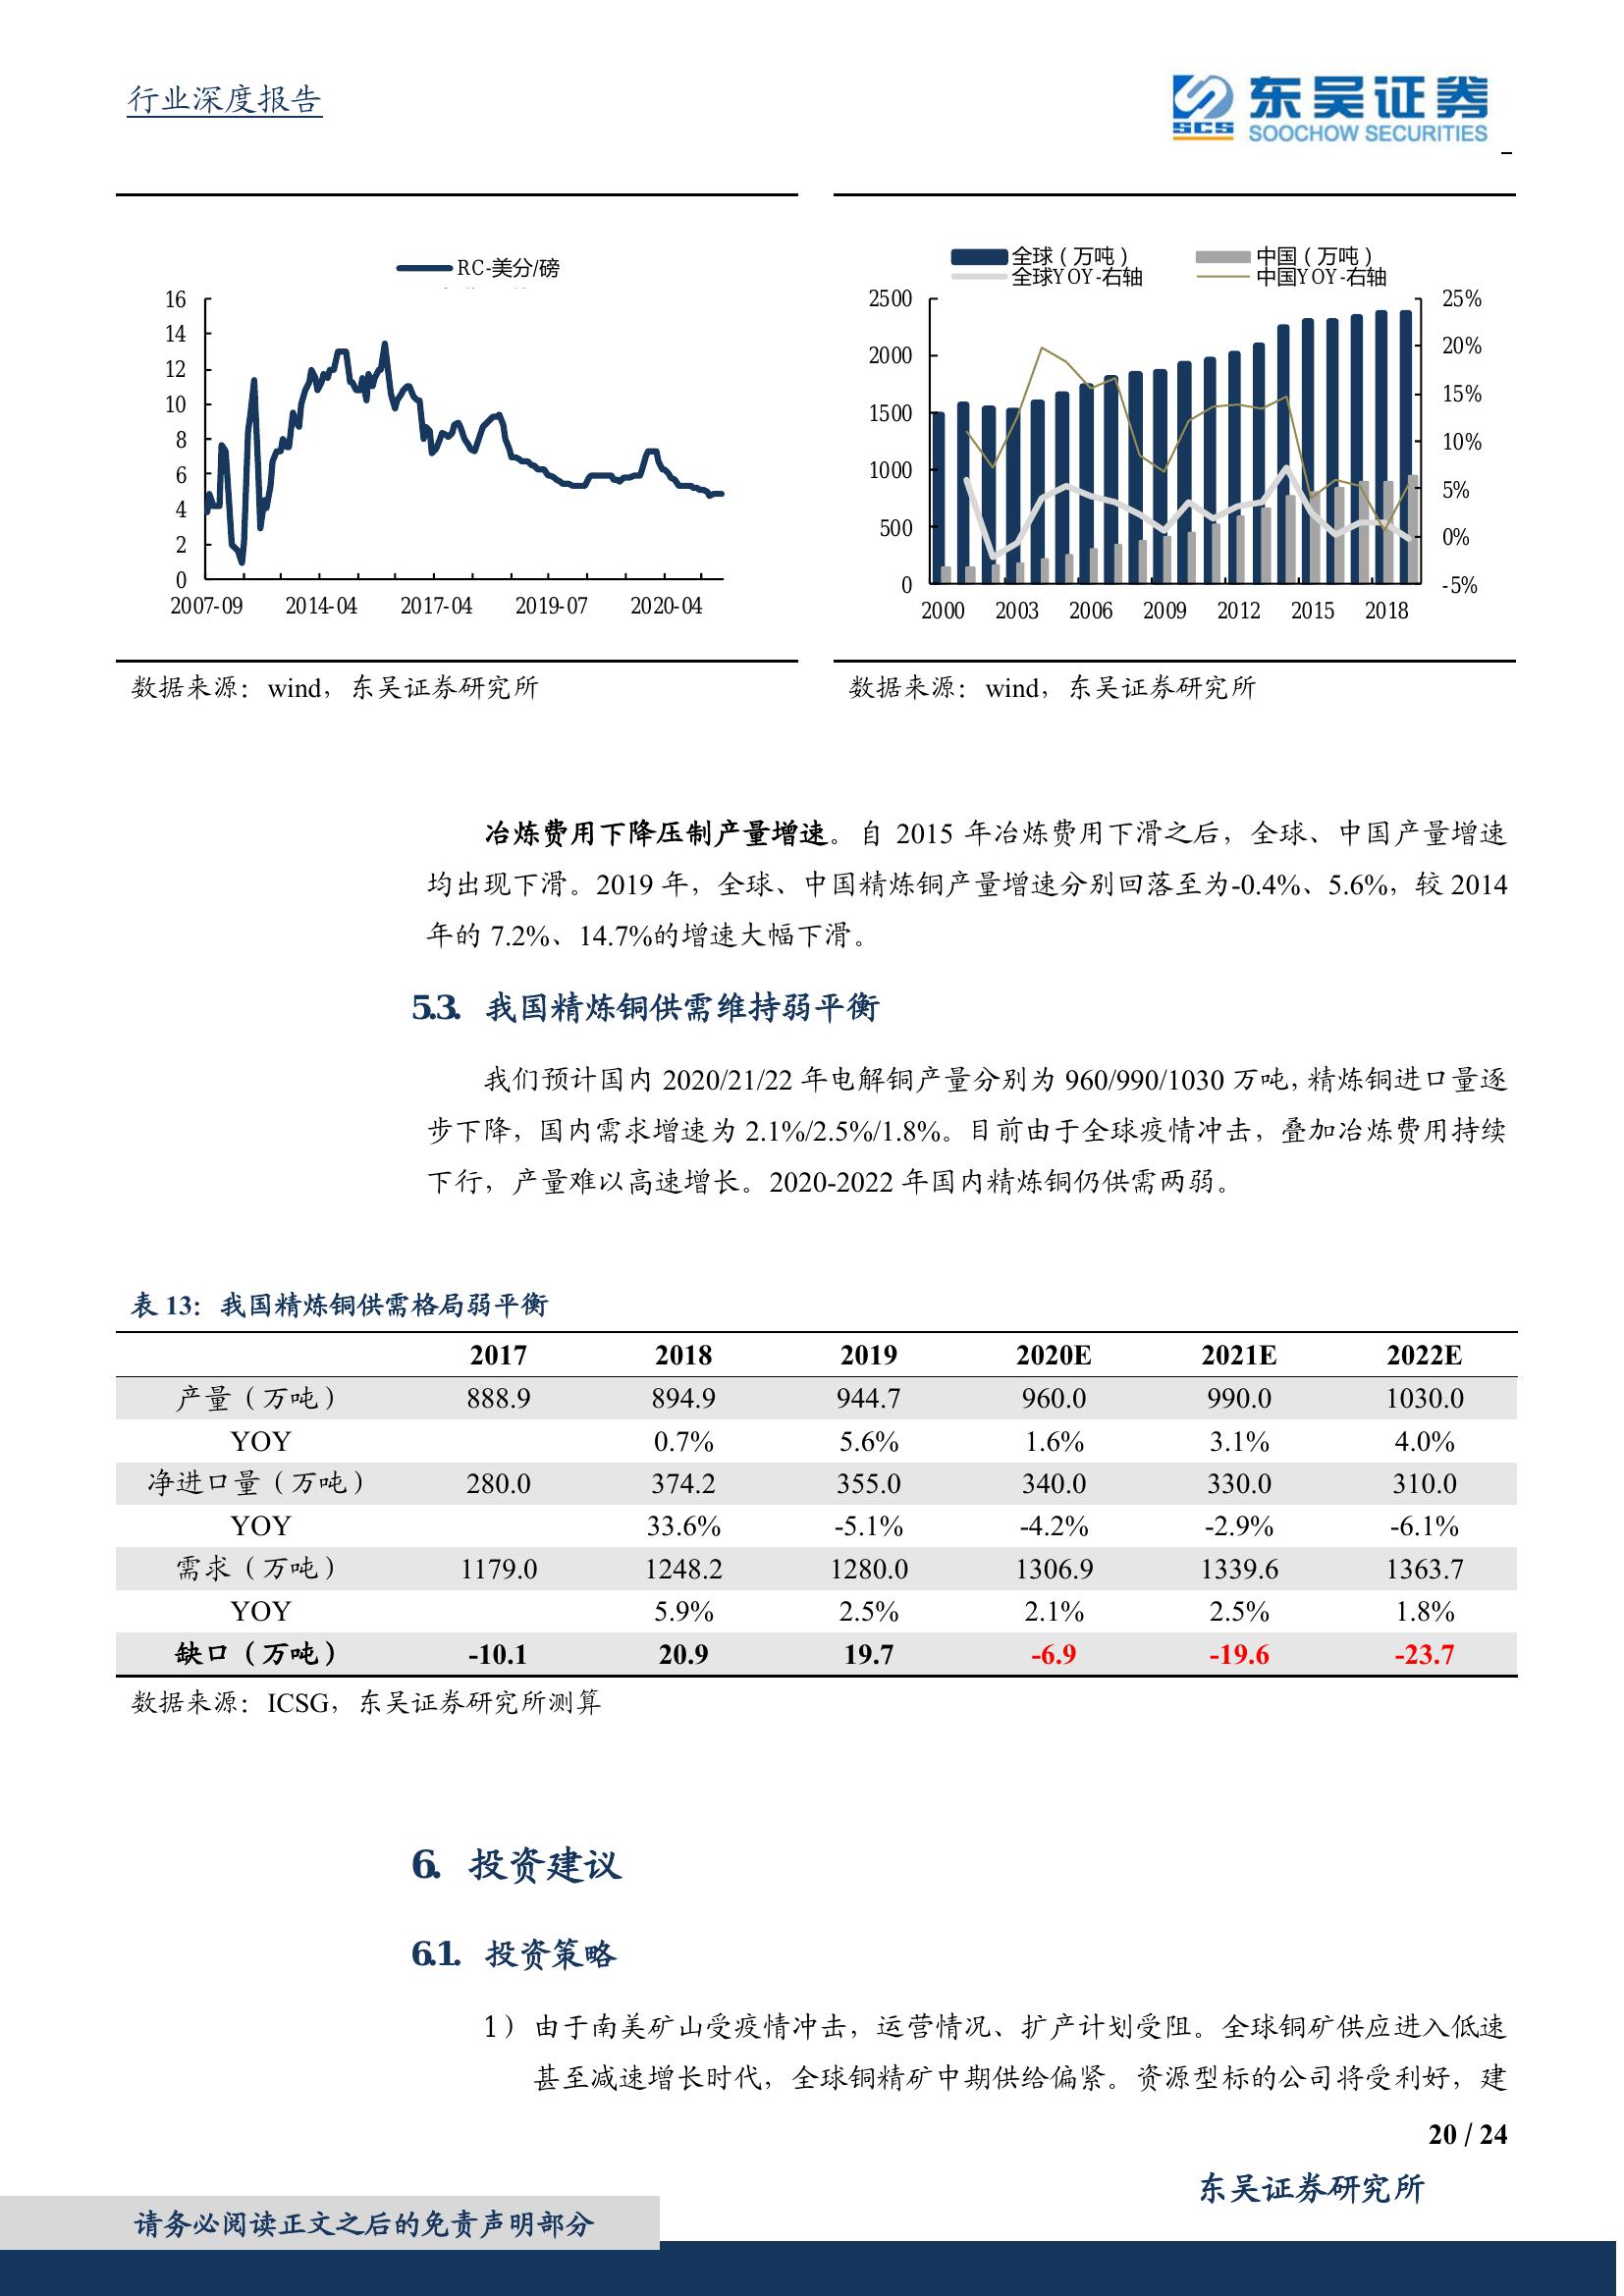 行业深度报告
东吴证券
SCS
SOOCHOW SECURITIES
RC-美分/磅
16
14
12
10
8
6
4
2
0
2007-09 2014-04 2017-04 2019-07 2020-04
全球（万吨） 中国（万吨）
全球YOY-右轴 中国YOY-右轴
2500 25%
2000 20%
1500 15%
1000 10%
500 5%
0 0%
-5%
2000 2003 2006 2009 2012 2015 2018
数据来源：wind，东吴证券研究所
数据来源：wind，东吴证券研究所
冶炼费用下降压制产量增速。自 2015 年冶炼费用下滑之后，全球、中国产量增速
均出现下滑。2019 年，全球、中国精炼铜产量增速分别回落至为-0.4%、5.6%，较 2014
年的 7.2%、14.7%的增速大幅下滑。
5.3. 我国精炼铜供需维持弱平衡
我们预计国内 2020/21/22 年电解铜产量分别为 960/990/1030 万吨，精炼铜进口量逐
步下降，国内需求增速为 2.1%/2.5%/1.8%。目前由于全球疫情冲击，叠加冶炼费用持续
下行，产量难以高速增长。2020-2022 年国内精炼铜仍供需两弱。
表 13：我国精炼铜供需格局弱平衡
2017 2018 2019 2020E 2021E 2022E
产量（万吨） 888.9 894.9 944.7 960.0 990.0 1030.0
YOY 0.7% 5.6% 1.6% 3.1% 4.0%
净进口量（万吨） 280.0 374.2 355.0 340.0 330.0 310.0
YOY 33.6% -5.1% -4.2% -2.9% -6.1%
需求（万吨） 1179.0 1248.2 1280.0 1306.9 1339.6 1363.7
YOY 5.9% 2.5% 2.1% 2.5% 1.8%
缺口（万吨） -10.1 20.9 19.7 -6.9 -19.6 -23.7
数据来源：ICSG，东吴证券研究所测算
6. 投资建议
6.1. 投资策略
1） 由于南美矿山受疫情冲击，运营情况、扩产计划受阻。全球铜矿供应进入低速
甚至减速增长时代，全球铜精矿中期供给偏紧。资源型标的公司将受利好，建
20 / 24
东吴证券研究所
请务必阅读正文之后的免责声明部分